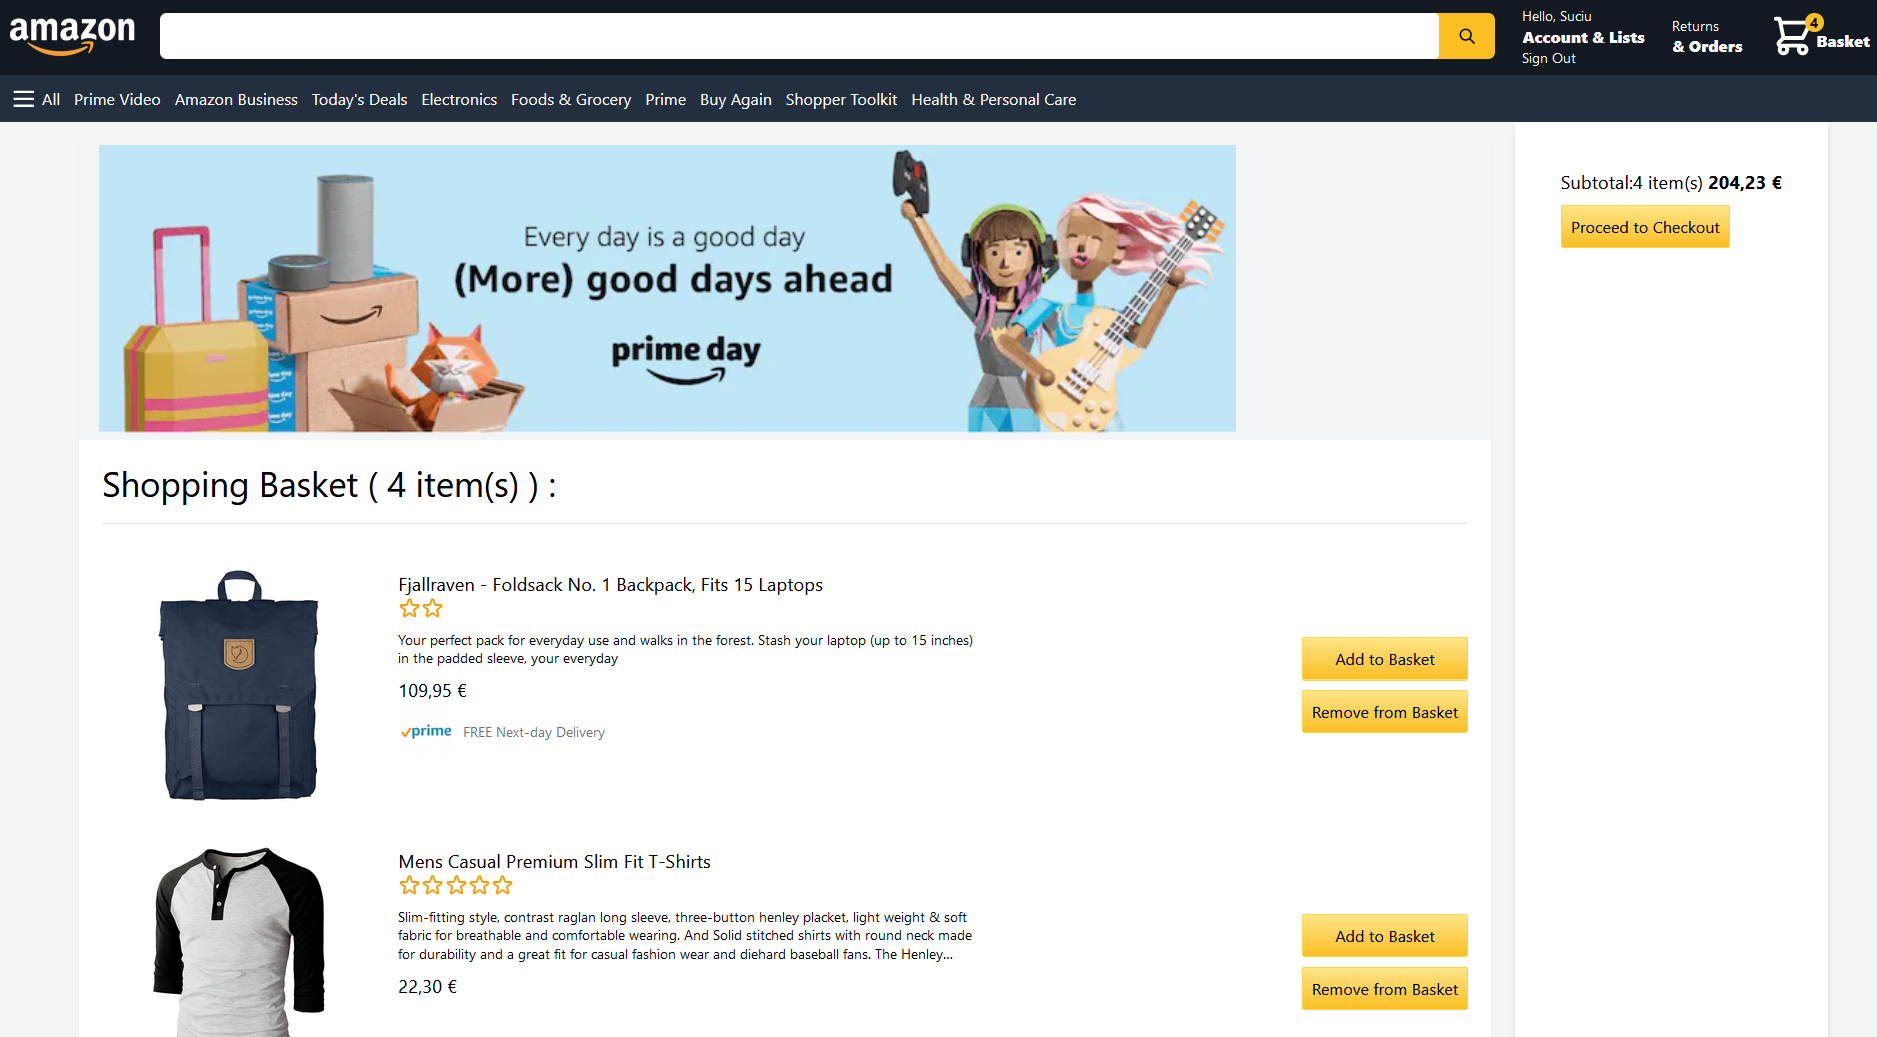 amazon
Hello, Suciu
Account & Lists
Sign Out
Returns
& Orders
4
Basket
All Prime Video Amazon Business Today's Deals Electronics Foods & Grocery Prime Buy Again Shopper Toolkit Health & Personal Care
Every day is a good day
(More) good days ahead
prime day
Subtotal:4 item(s) 204,23 €
Proceed to Checkout
Shopping Basket ( 4 item(s) ) :
Fjallraven - Foldsack No. 1 Backpack, Fits 15 Laptops
Your perfect pack for everyday use and walks in the forest. Stash your laptop (up to 15 inches)
in the padded sleeve, your everyday
109,95 €
prime FREE Next-day Delivery
Add to Basket
Remove from Basket
Mens Casual Premium Slim Fit T-Shirts
Slim-fitting style, contrast raglan long sleeve, three-button henley placket, light weight & soft
fabric for breathable and comfortable wearing. And Solid stitched shirts with round neck made
for durability and a great fit for casual fashion wear and diehard baseball fans. The Henley...
22,30 €
Add to Basket
Remove from Basket